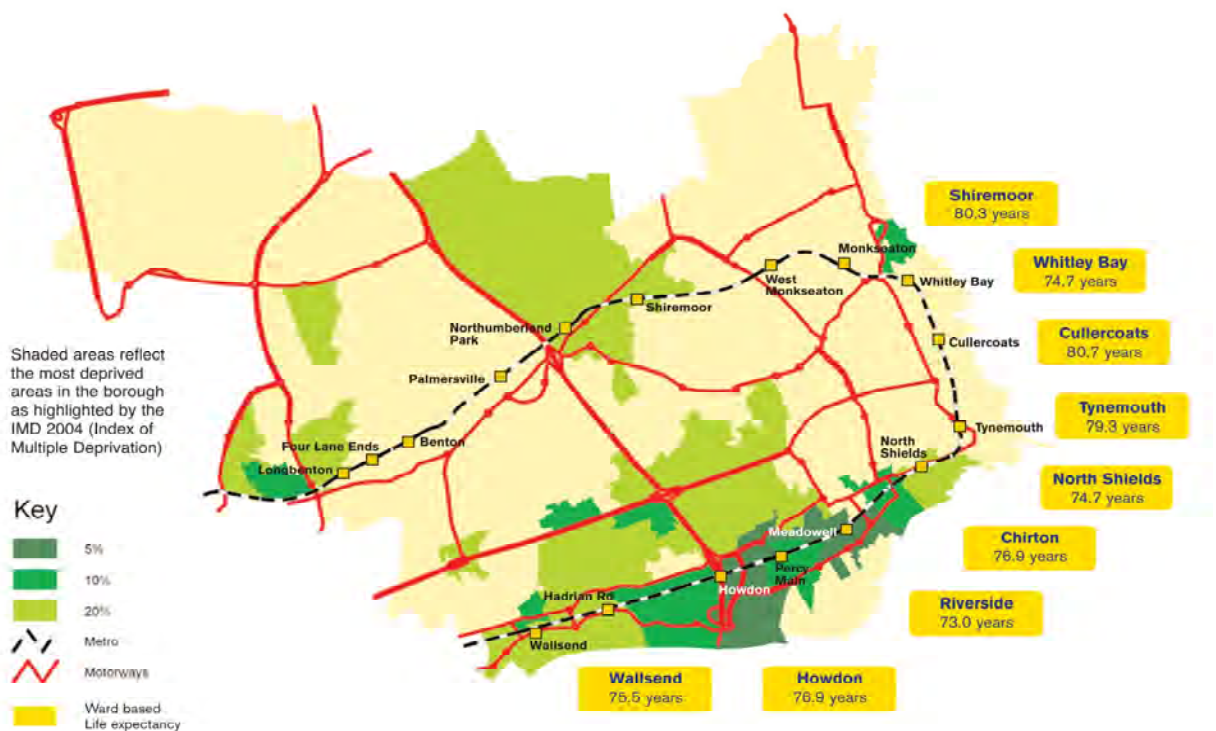 Shiremoor
80.3 years
Monkseaton
Whitley Bay
74.7 years
West
Monkseaton
Whitley Bay
Shiremoor
Northumberland
Park
Cullercoats
80.7 years
Cullercoats
Shaded areas reflect
the most deprived
areas in the borough
as highlighted by the
IMD 2004 (Index of
Multiple Deprivation)
Palmersville
Tynemouth
79.3 years
Tynemouth
Four Lane Ends
Benton
North
Shields
Longbenton
North Shields
74.7 years
Key
5%
10%
20%
Metro
Motorways
Ward based
Life expectancy
Meadowell
Chirton
76.9 years
Percy
Main
Howdon
Hadrian Rd
Riverside
73.0 years
Wallsend
Wallsend
75.5 years
Howdon
76.9 years